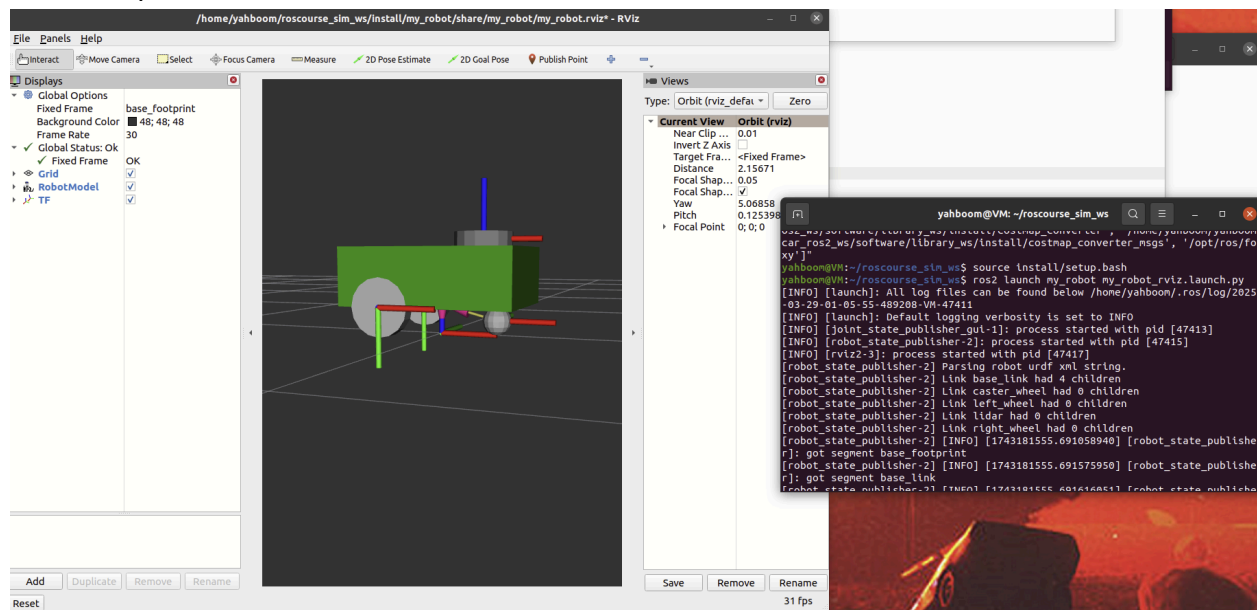 /home/yahboom/roscourse_sim_ws/install/my_robot/share/my_robot/my_robot.rviz* - RViz
File Panels Help
Interact Move Camera Select Focus Camera Measure 2D Pose Estimate 2D Goal Pose Publish Point
Displays
Global Options
Fixed Frame base_footprint
Background Color 48; 48; 48
Frame Rate 30
Global Status: Ok
Fixed Frame OK
Grid
RobotModel
TF
Add Duplicate Remove Rename
Reset
Views
Type: Orbit (rviz_defau Zero
Current View Orbit (rviz)
Near Clip ... 0.01
Invert Z Axis
Target Fra... <Fixed Frame>
Distance 2.15671
Focal Shap... 0.05
Focal Shap...
Yaw 5.06858
Pitch 0.125398
Focal Point 0; 0; 0
Save Remove Rename
31 fps
yahboom@VM: ~/roscourse_sim_ws
car_ros2_ws/software/library_ws/install/costmap_converter_msgs', '/opt/ros/fo
xy']"
yahboom@VM:~/roscourse_sim_ws$ source install/setup.bash
yahboom@VM:~/roscourse_sim_ws$ ros2 launch my_robot my_robot_rviz.launch.py
[INFO] [launch]: All log files can be found below /home/yahboom/.ros/log/2025
-03-29-01-05-55-489208-VM-47411
[INFO] [launch]: Default logging verbosity is set to INFO
[INFO] [joint_state_publisher_gui-1]: process started with pid [47413]
[INFO] [robot_state_publisher-2]: process started with pid [47415]
[INFO] [rviz2-3]: process started with pid [47417]
[robot_state_publisher-2] Parsing robot urdf xml string.
[robot_state_publisher-2] Link base_link had 4 children
[robot_state_publisher-2] Link caster_wheel had 0 children
[robot_state_publisher-2] Link left_wheel had 0 children
[robot_state_publisher-2] Link lidar had 0 children
[robot_state_publisher-2] Link right_wheel had 0 children
[robot_state_publisher-2] [INFO] [1743181555.691058940] [robot_state_publishe
r]: got segment base_footprint
[robot_state_publisher-2] [INFO] [1743181555.691575950] [robot_state_publishe
r]: got segment base_link
[robot_state_publisher-2] [INFO] [1743181555.691616051] [robot_state_publishe